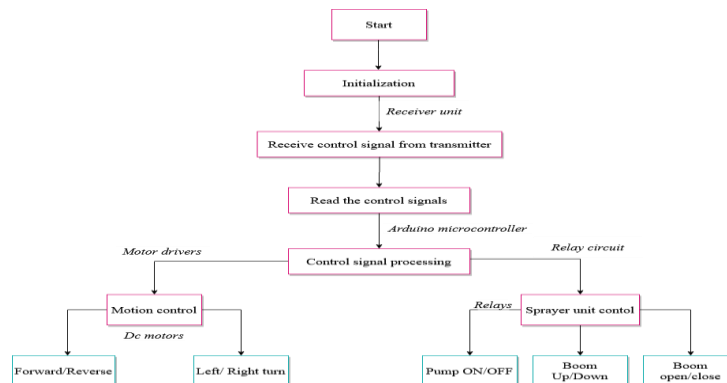 Start
Initialization
Receiver unit
Receive control signal from transmitter
Read the control signals
Arduino microcontroller
Motor drivers
Relay circuit
Control signal processing
Motion control
Relays
Sprayer unit contol
Dc motors
Forward/Reverse
Left/ Right turn
Pump ON/OFF
Boom
Up/Down
Boom
open/close